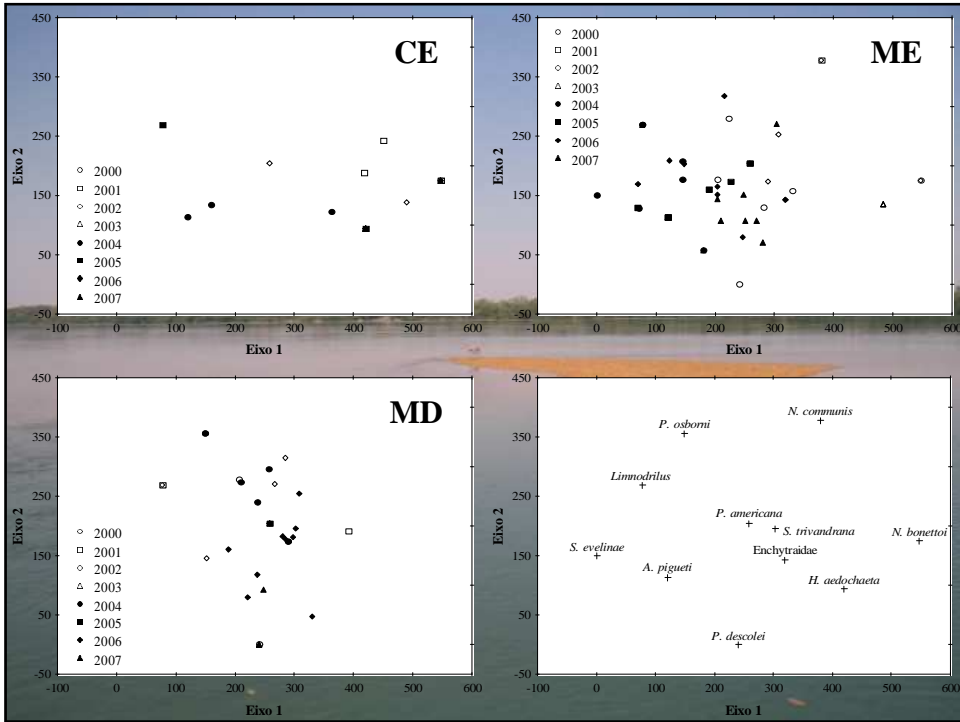 CE
450
350
250
150
50
-50
-100 0 100 200 300 400 500 600
Eixo 2
Eixo 1
2000
2001
2002
2003
2004
2005
2006
2007
ME
450
350
250
150
50
-50
-100 0 100 200 300 400 500 600
Eixo 2
Eixo 1
2000
2001
2002
2003
2004
2005
2006
2007
MD
450
350
250
150
50
-50
-100 0 100 200 300 400 500 600
Eixo 2
Eixo 1
2000
2001
2002
2003
2004
2005
2006
2007
450
350
250
150
50
-50
-100 0 100 200 300 400 500 600
Eixo 2
Eixo 1
N. communis
P. osborni
Limnodrilus
P. americana
S. trivandrana
N. bonettoi
S. evelinae
Enchytraidae
A. pigueti
H. aedochaeta
P. descolei